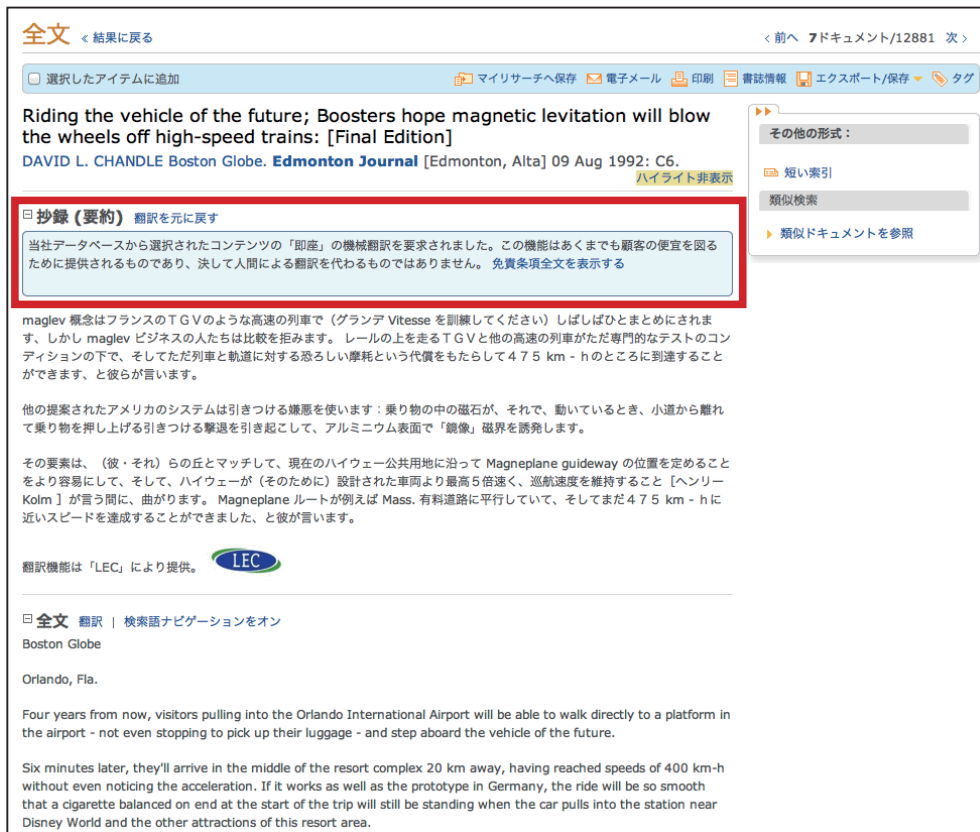 全文 « 結果に戻る
< 前へ 7ドキュメント/12881 次 >
選択したアイテムに追加
マイリサーチへ保存 電子メール 印刷 書誌情報 エクスポート/保存 タグ
Riding the vehicle of the future; Boosters hope magnetic levitation will blow
the wheels off high-speed trains: [Final Edition]
DAVID L. CHANDLE Boston Globe. Edmonton Journal [Edmonton, Alta] 09 Aug 1992: C6.
ハイライト非表示
その他の形式：
短い索引
類似検索
類似ドキュメントを参照
抄録 (要約) 翻訳を元に戻す
当社データベースから選択されたコンテンツの「即座」の機械翻訳を要求されました。この機能はあくまでも顧客の便宜を図る
ために提供されるものであり、決して人間による翻訳を代わるものではありません。 免責条項全文を表示する
maglev 概念はフランスのＴＧＶのような高速の列車で（グランデ Vitesse を訓練してください）しばしばひとまとめにされま
す、しかし maglev ビジネスの人たちは比較を拒みます。 レールの上を走るＴＧＶと他の高速の列車がただ専門的なテストのコン
ディションの下で、そしてただ列車と軌道に対する恐ろしい摩耗という代償をもたらして４７５ km - hのところに到達すること
ができます、と彼らが言います。
他の提案されたアメリカのシステムは引きつける嫌悪を使います：乗り物の中の磁石が、それで、動いているとき、小道から離れ
て乗り物を押し上げる引きつける撃退を引き起こして、アルミニウム表面で「鏡像」磁界を誘発します。
その要素は、（彼・それ）らの丘とマッチして、現在のハイウェー公共用地に沿って Magneplane guideway の位置を定めること
をより容易にして、そして、ハイウェーが（そのために）設計された車両より最高５倍速く、巡航速度を維持すること［ヘンリー
Kolm ］が言う間に、曲がります。 Magneplane ルートが例えば Mass. 有料道路に平行していて、そしてまだ４７５ km - hに
近いスピードを達成することができました、と彼が言います。
翻訳機能は「LEC」により提供。 LEC
全文 翻訳 | 検索語ナビゲーションをオン
Boston Globe
Orlando, Fla.
Four years from now, visitors pulling into the Orlando International Airport will be able to walk directly to a platform in
the airport - not even stopping to pick up their luggage - and step aboard the vehicle of the future.
Six minutes later, they'll arrive in the middle of the resort complex 20 km away, having reached speeds of 400 km-h
without even noticing the acceleration. If it works as well as the prototype in Germany, the ride will be so smooth
that a cigarette balanced on end at the start of the trip will still be standing when the car pulls into the station near
Disney World and the other attractions of this resort area.